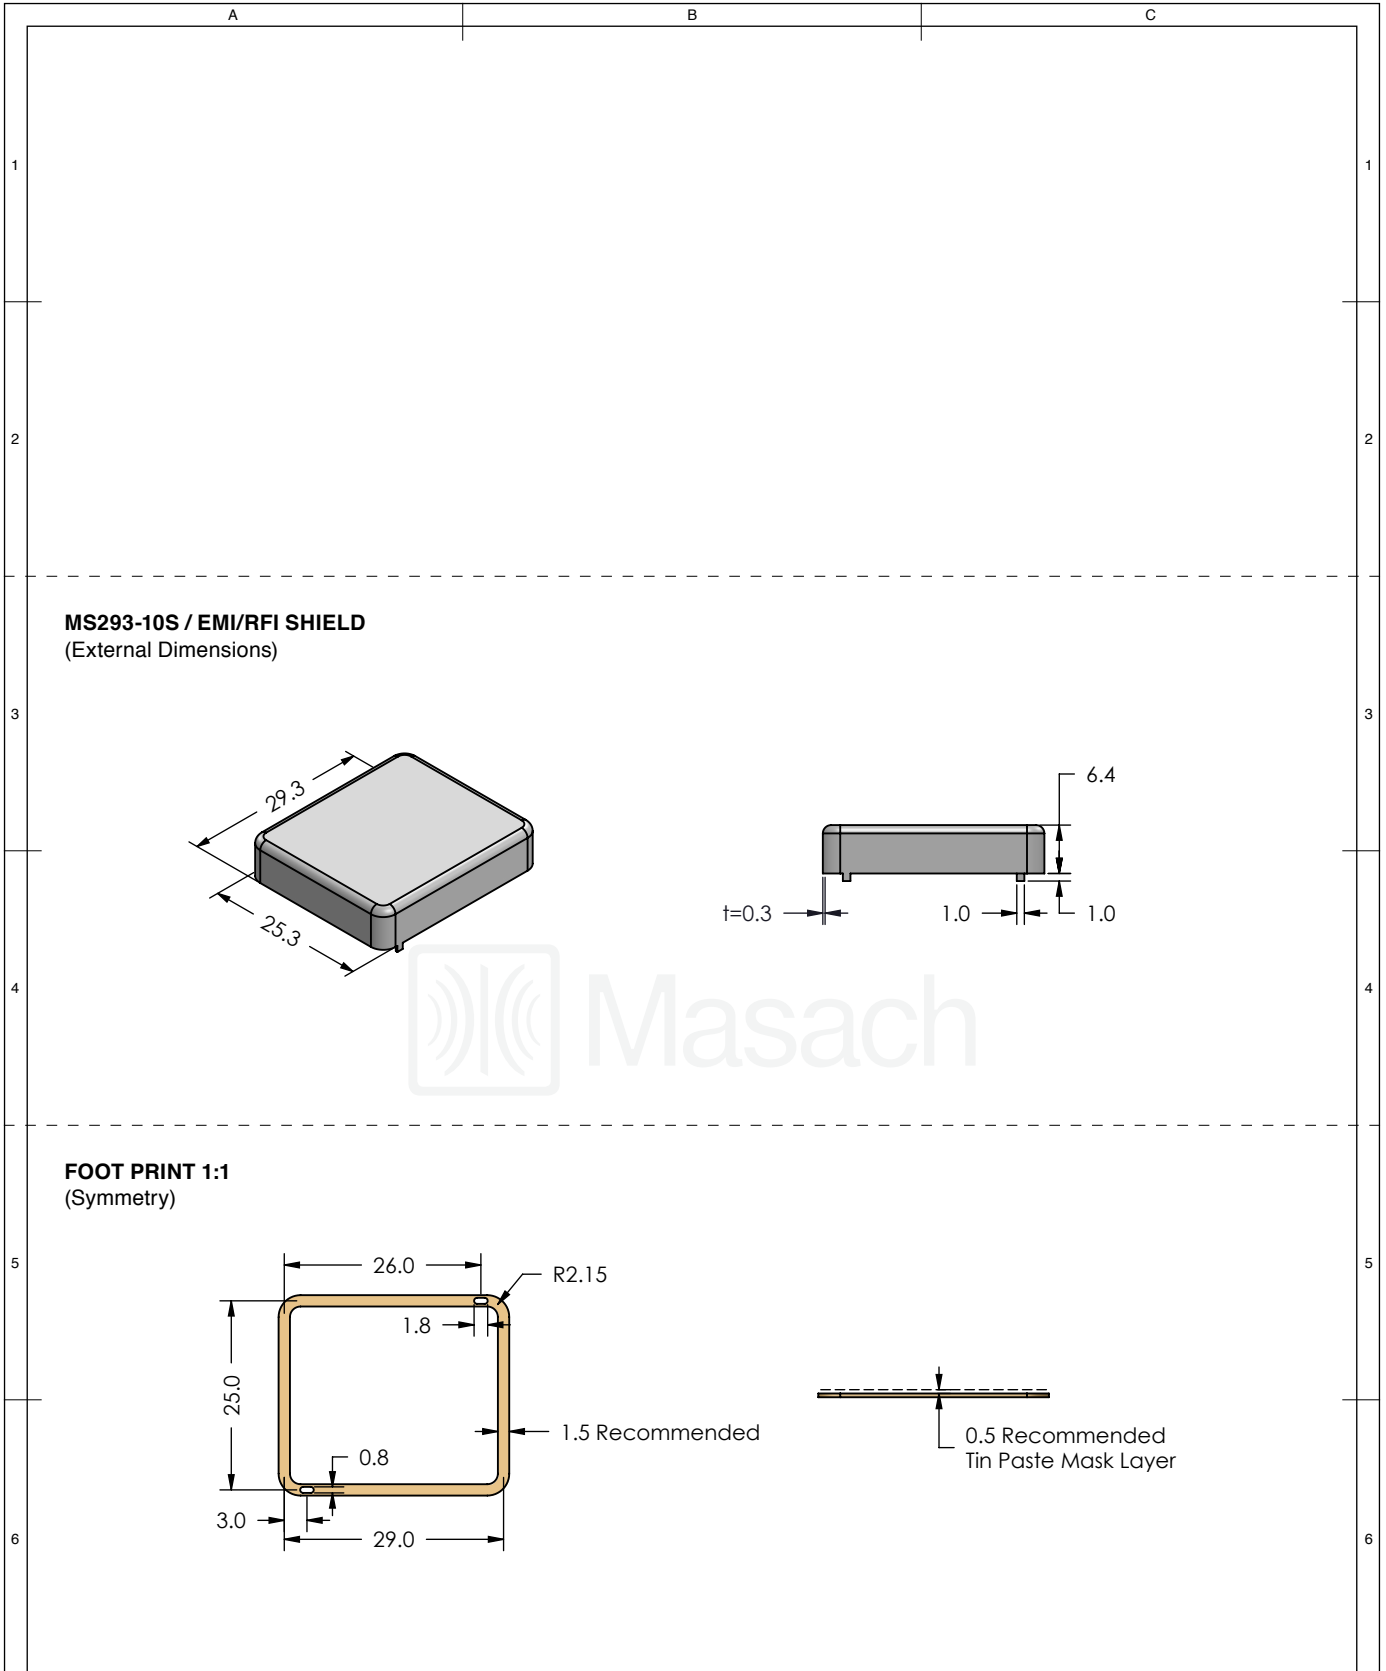 A B C
1 1
2 2
MS293-10S / EMI/RFI SHIELD
(External Dimensions)
3 3
29.3
6.4
25.3
t=0.3 1.0 1.0
4 Masach 4
FOOT PRINT 1:1
(Symmetry)
5 26.0 R2.15 5
1.8
25.0
1.5 Recommended
0.5 Recommended
Tin Paste Mask Layer
0.8
3.0
6 29.0 6